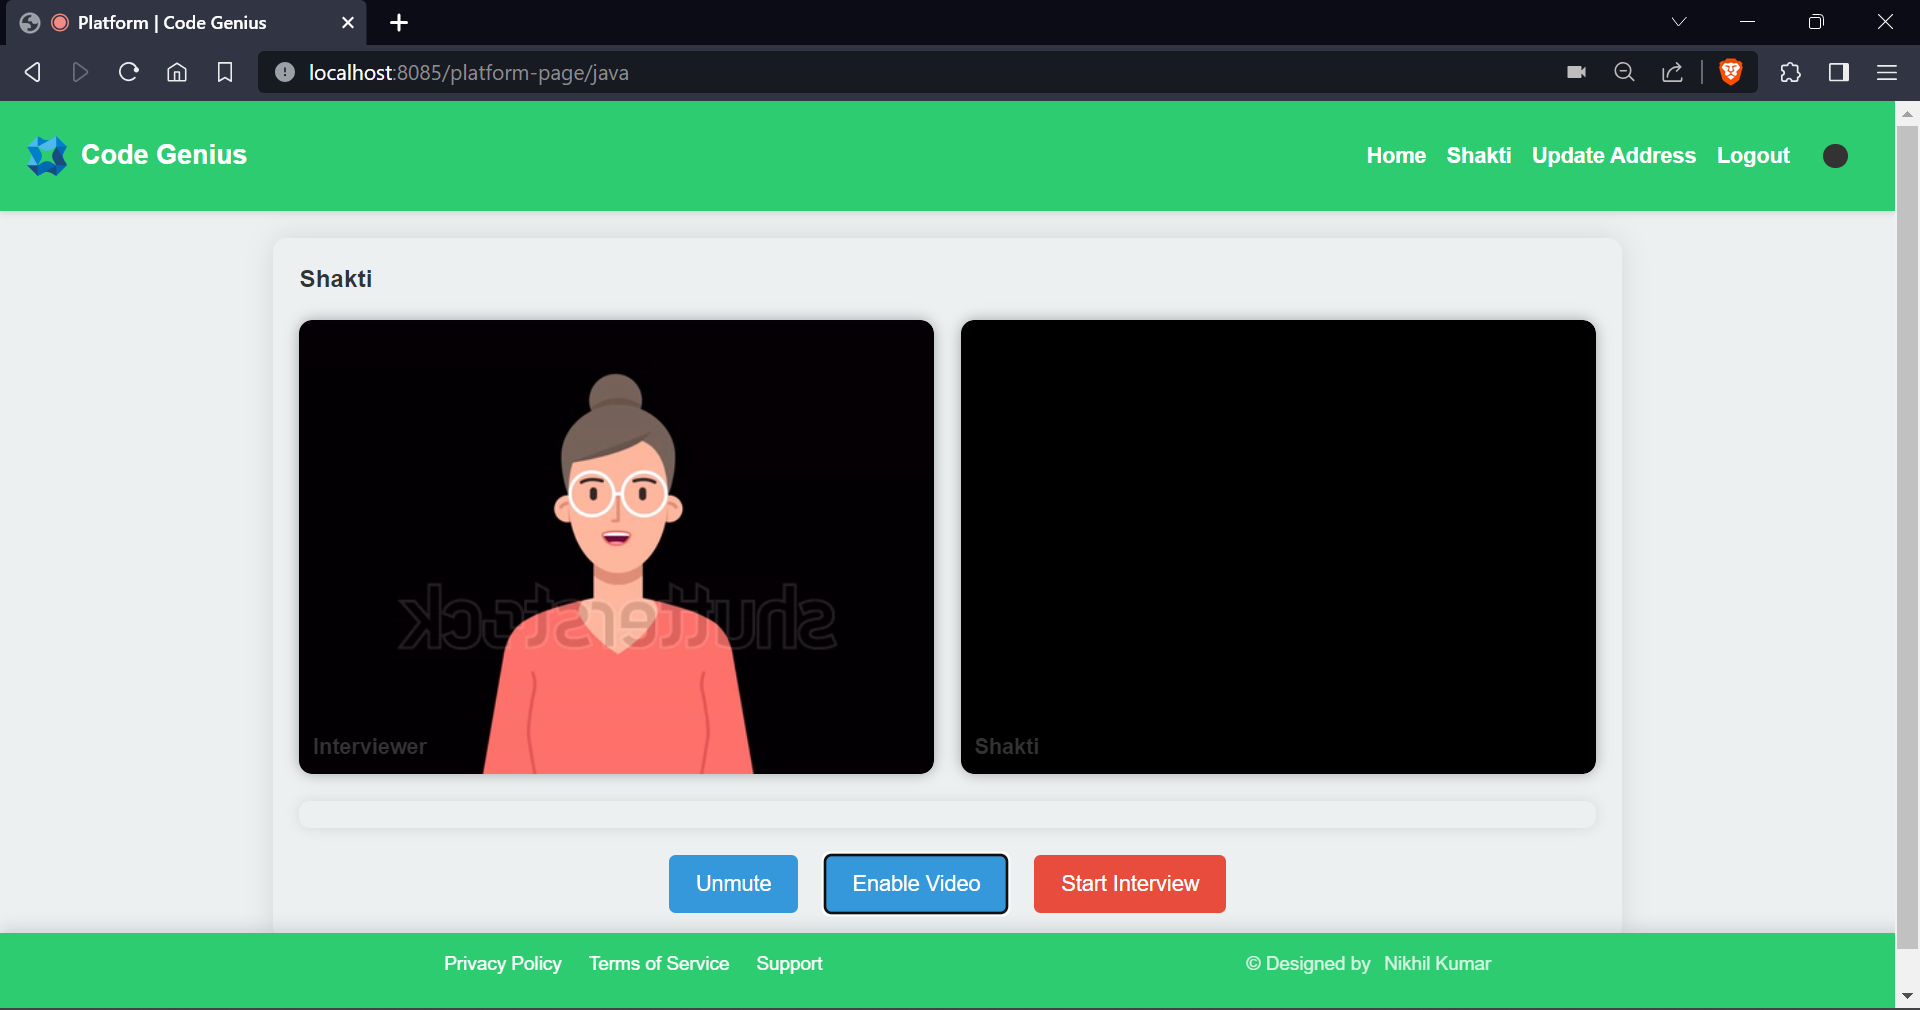 Platform | Code Genius
localhost:8085/platform-page/java
Code Genius
Home Shakti Update Address Logout
Shakti
shutterstock
Interviewer
Shakti
Unmute Enable Video Start Interview
Privacy Policy Terms of Service Support © Designed by Nikhil Kumar